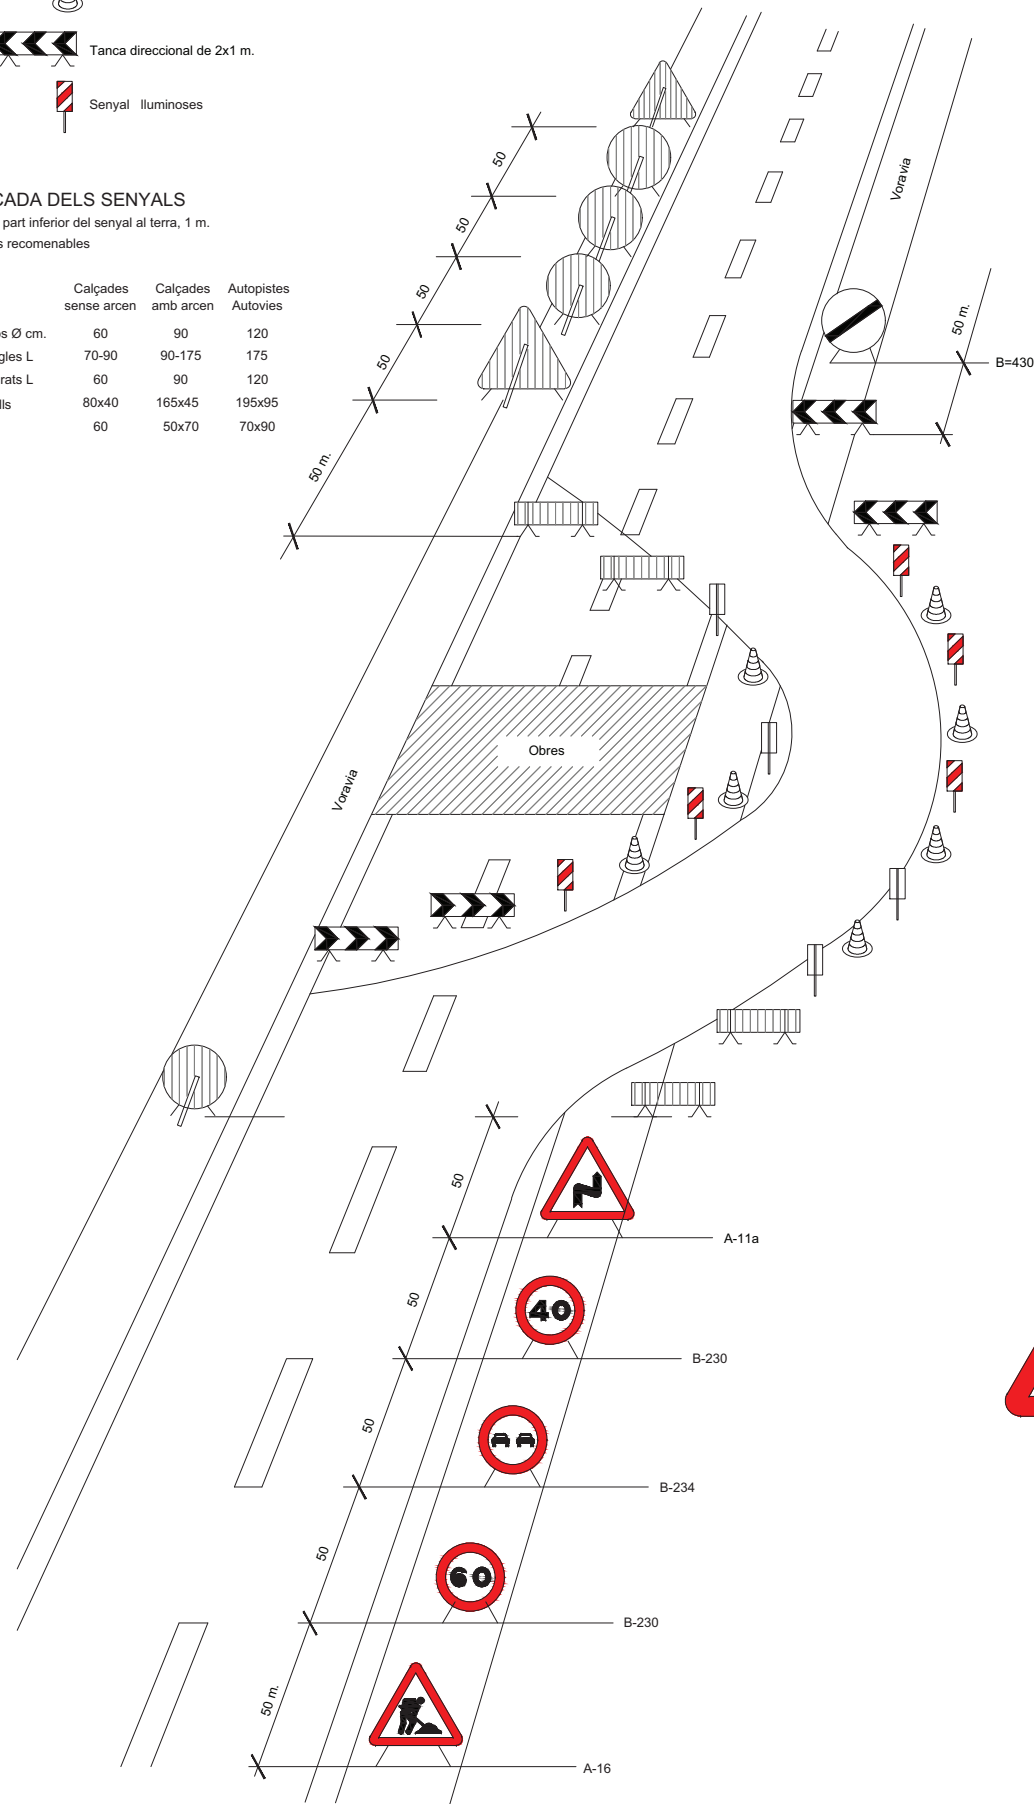 Tanca direccional de 2x1 m.
Senyal lluminoses
CADA DELS SENYALS
part inferior del senyal al terra, 1 m.
s recomenables
Calçades sense arcen
Calçades amb arcen
Autopistes Autovies
os Ø cm. 60 90 120
gles L 70-90 90-175 175
rats L 60 90 120
lls 80x40 165x45 195x95
60 50x70 70x90
50
50
50
50
50 m.
Voravia
50 m.
B=430
Obres
Voravia
50
A-11a
50
40
B-230
50
B-234
50
60
B-230
50 m.
A-16